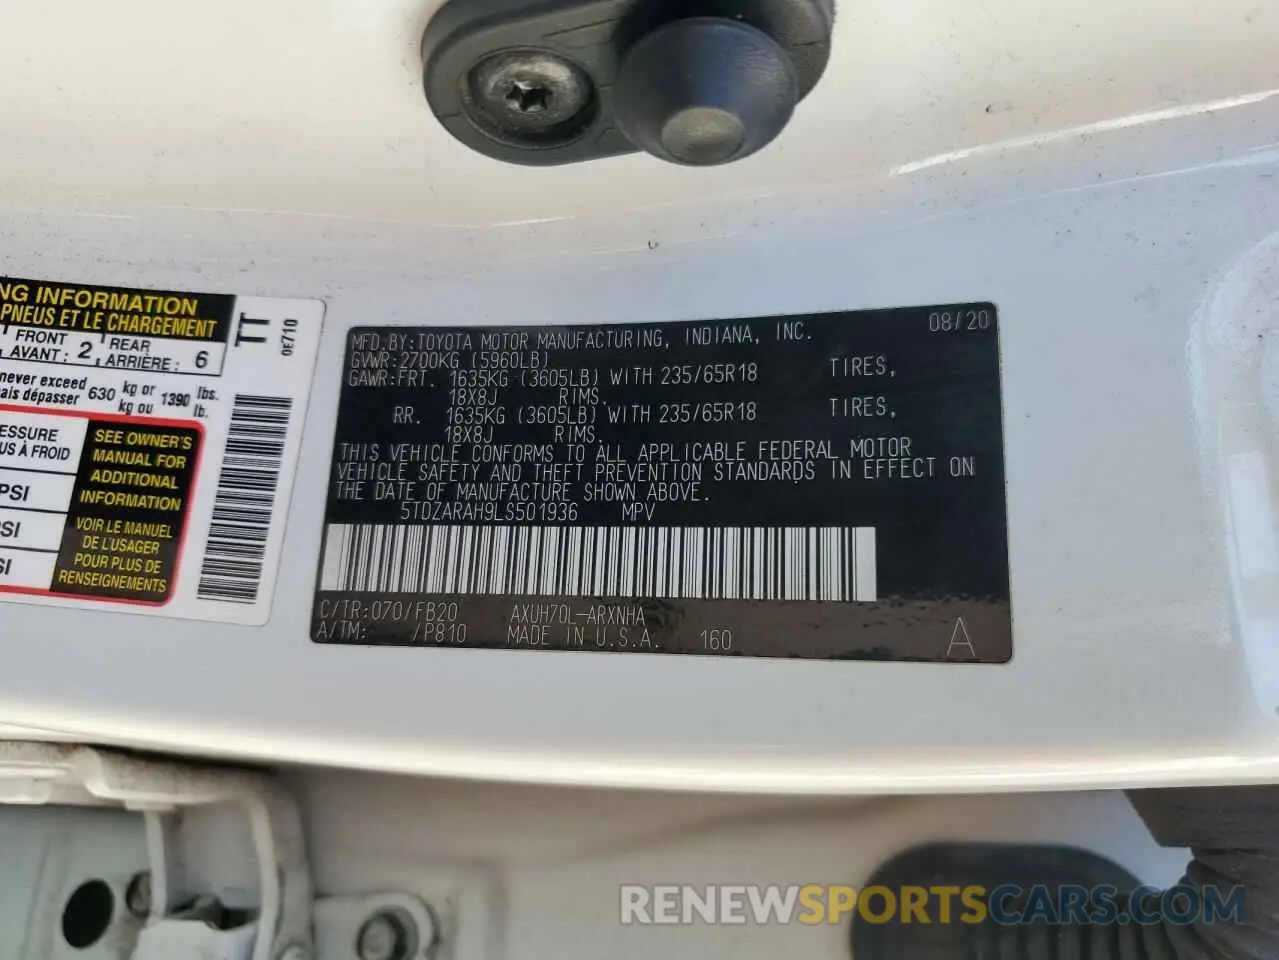 NG INFORMATION
PNEUS ET LE CHARGEMENT
FRONT
AVANT: 2
REAR
ARRIÈRE: 6
never exceed 630 kg or 1390 lbs.
ais dépasser kg ou lb.
ESSURE
US À FROID
PSI
SI
SI
SEE OWNER'S
MANUAL FOR
ADDITIONAL
INFORMATION
VOIR LE MANUEL
DE L'USAGER
POUR PLUS DE
RENSEIGNEMENTS
TT
0E710
MFD.BY:TOYOTA MOTOR MANUFACTURING, INDIANA, INC. 08/20
GVWR:2700KG (5960LB)
GAWR:FRT. 1635KG (3605LB) WITH 235/65R18 TIRES,
18X8J RIMS.
RR. 1635KG (3605LB) WITH 235/65R18 TIRES,
18X8J RIMS.
THIS VEHICLE CONFORMS TO ALL APPLICABLE FEDERAL MOTOR
VEHICLE SAFETY AND THEFT PREVENTION STANDARDS IN EFFECT ON
THE DATE OF MANUFACTURE SHOWN ABOVE.
5TDZARAH9LS501936 MPV
C/TR:070/FB20 AXUH70L-ARXNHA
A/TM: /P810 MADE IN U.S.A. 160 A
RENEWSPORTSCARS.COM